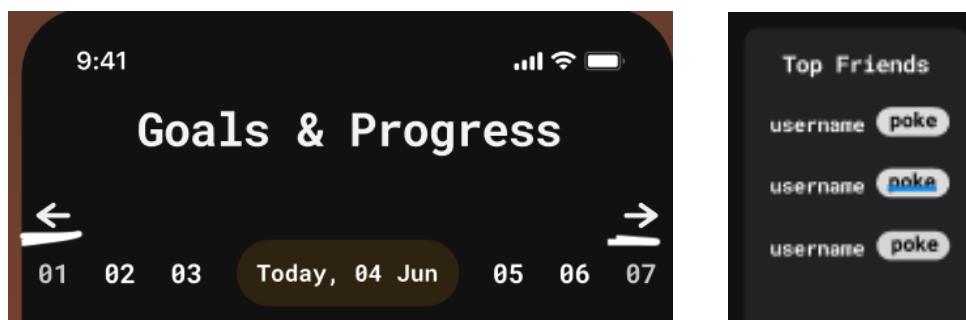 9:41
Goals & Progress
01 02 03 Today, 04 Jun 05 06 07
Top Friends
username poke
username poke
username poke